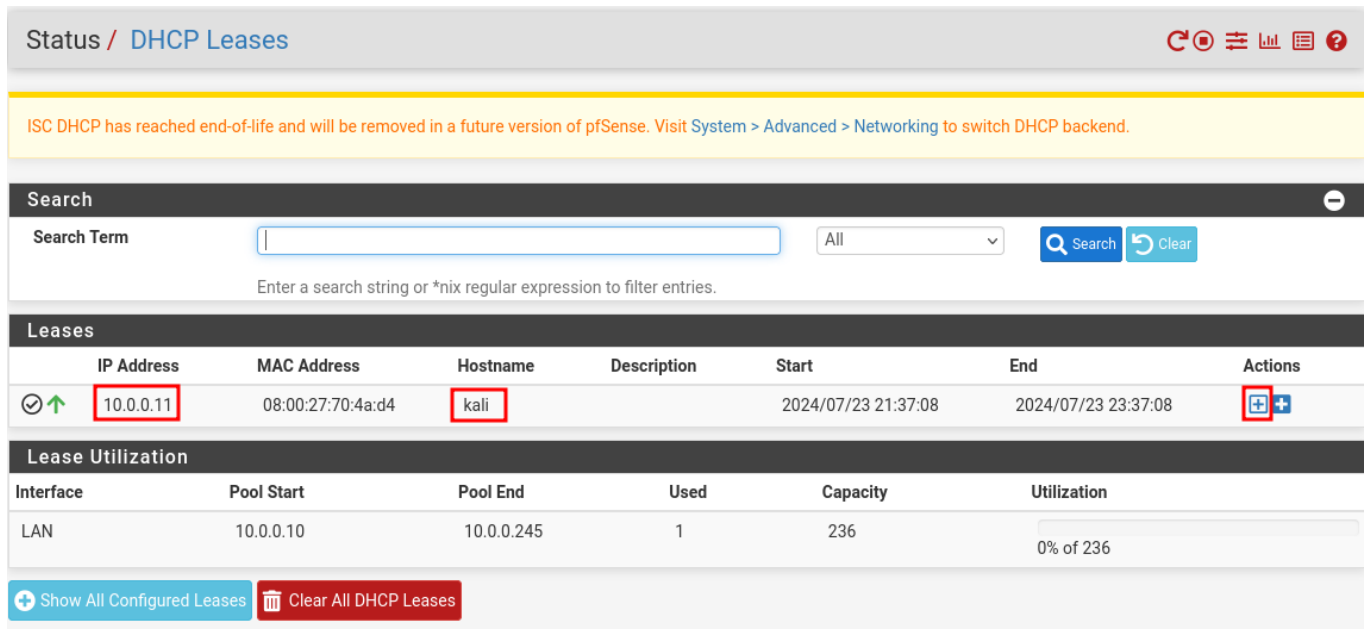 Status / DHCP Leases
ISC DHCP has reached end-of-life and will be removed in a future version of pfSense. Visit System > Advanced > Networking to switch DHCP backend.
Search
Search Term All Search Clear
Enter a search string or *nix regular expression to filter entries.
Leases
IP Address MAC Address Hostname Description Start End Actions
10.0.0.11 08:00:27:70:4a:d4 kali 2024/07/23 21:37:08 2024/07/23 23:37:08
Lease Utilization
Interface Pool Start Pool End Used Capacity Utilization
LAN 10.0.0.10 10.0.0.245 1 236
0% of 236
Show All Configured Leases Clear All DHCP Leases